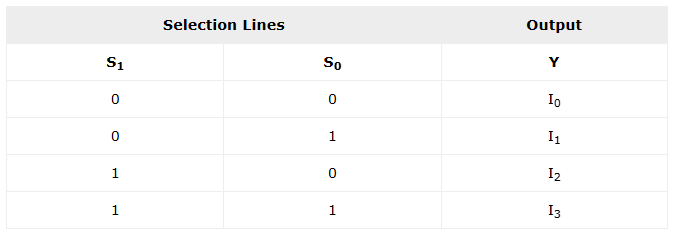 Selection Lines Output
S₁ S₀ Y
0 0 I₀
0 1 I₁
1 0 I₂
1 1 I₃